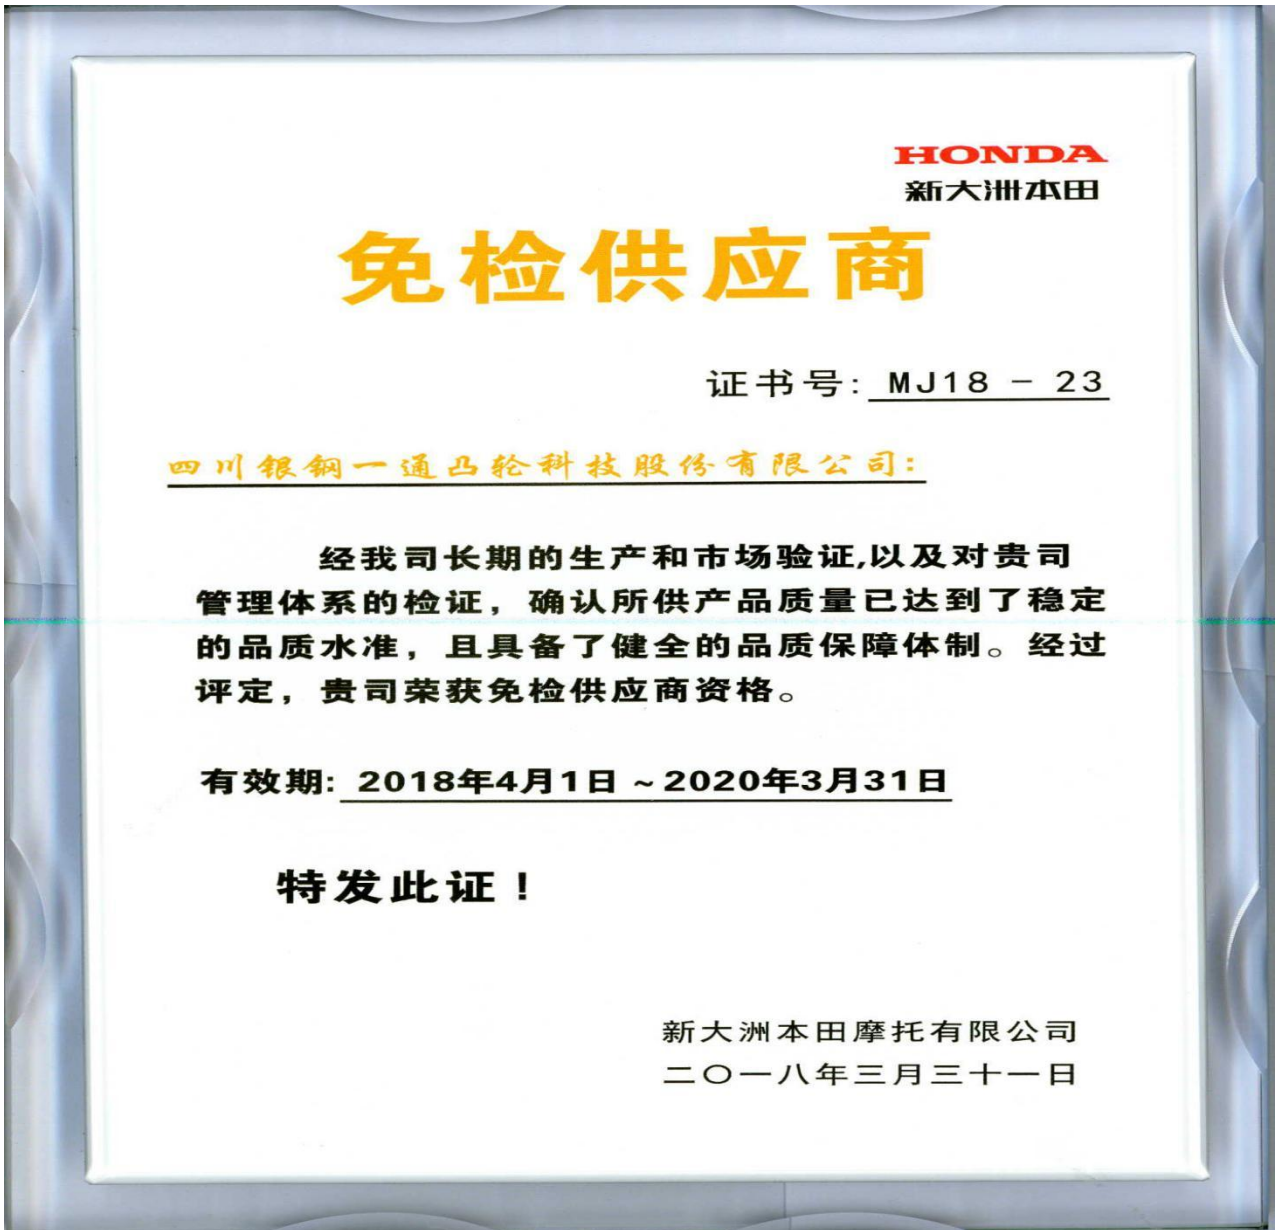 HONDA
新大洲本田
免检供应商
证书号: MJ18 - 23
四川银钢一通凸轮科技股份有限公司:
经我司长期的生产和市场验证,以及对贵司
管理体系的检证，确认所供产品质量已达到了稳定
的品质水准，且具备了健全的品质保障体制。经过
评定，贵司荣获免检供应商资格。
有效期: 2018年4月1日 ~ 2020年3月31日
特发此证！
新大洲本田摩托有限公司
二〇一八年三月三十一日